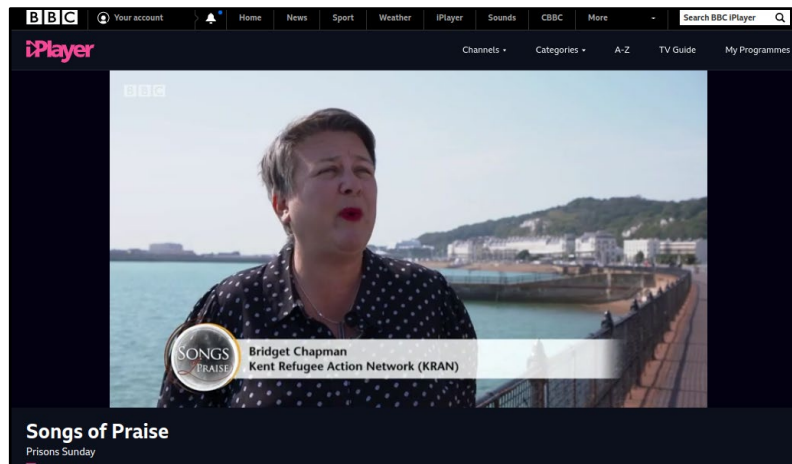 BBC Your account Home News Sport Weather iPlayer Sounds CBBC More Search BBC iPlayer
iPlayer Channels Categories A-Z TV Guide My Programmes
BBC
SONGS
PRAISE
Bridget Chapman
Kent Refugee Action Network (KRAN)
Songs of Praise
Prisons Sunday